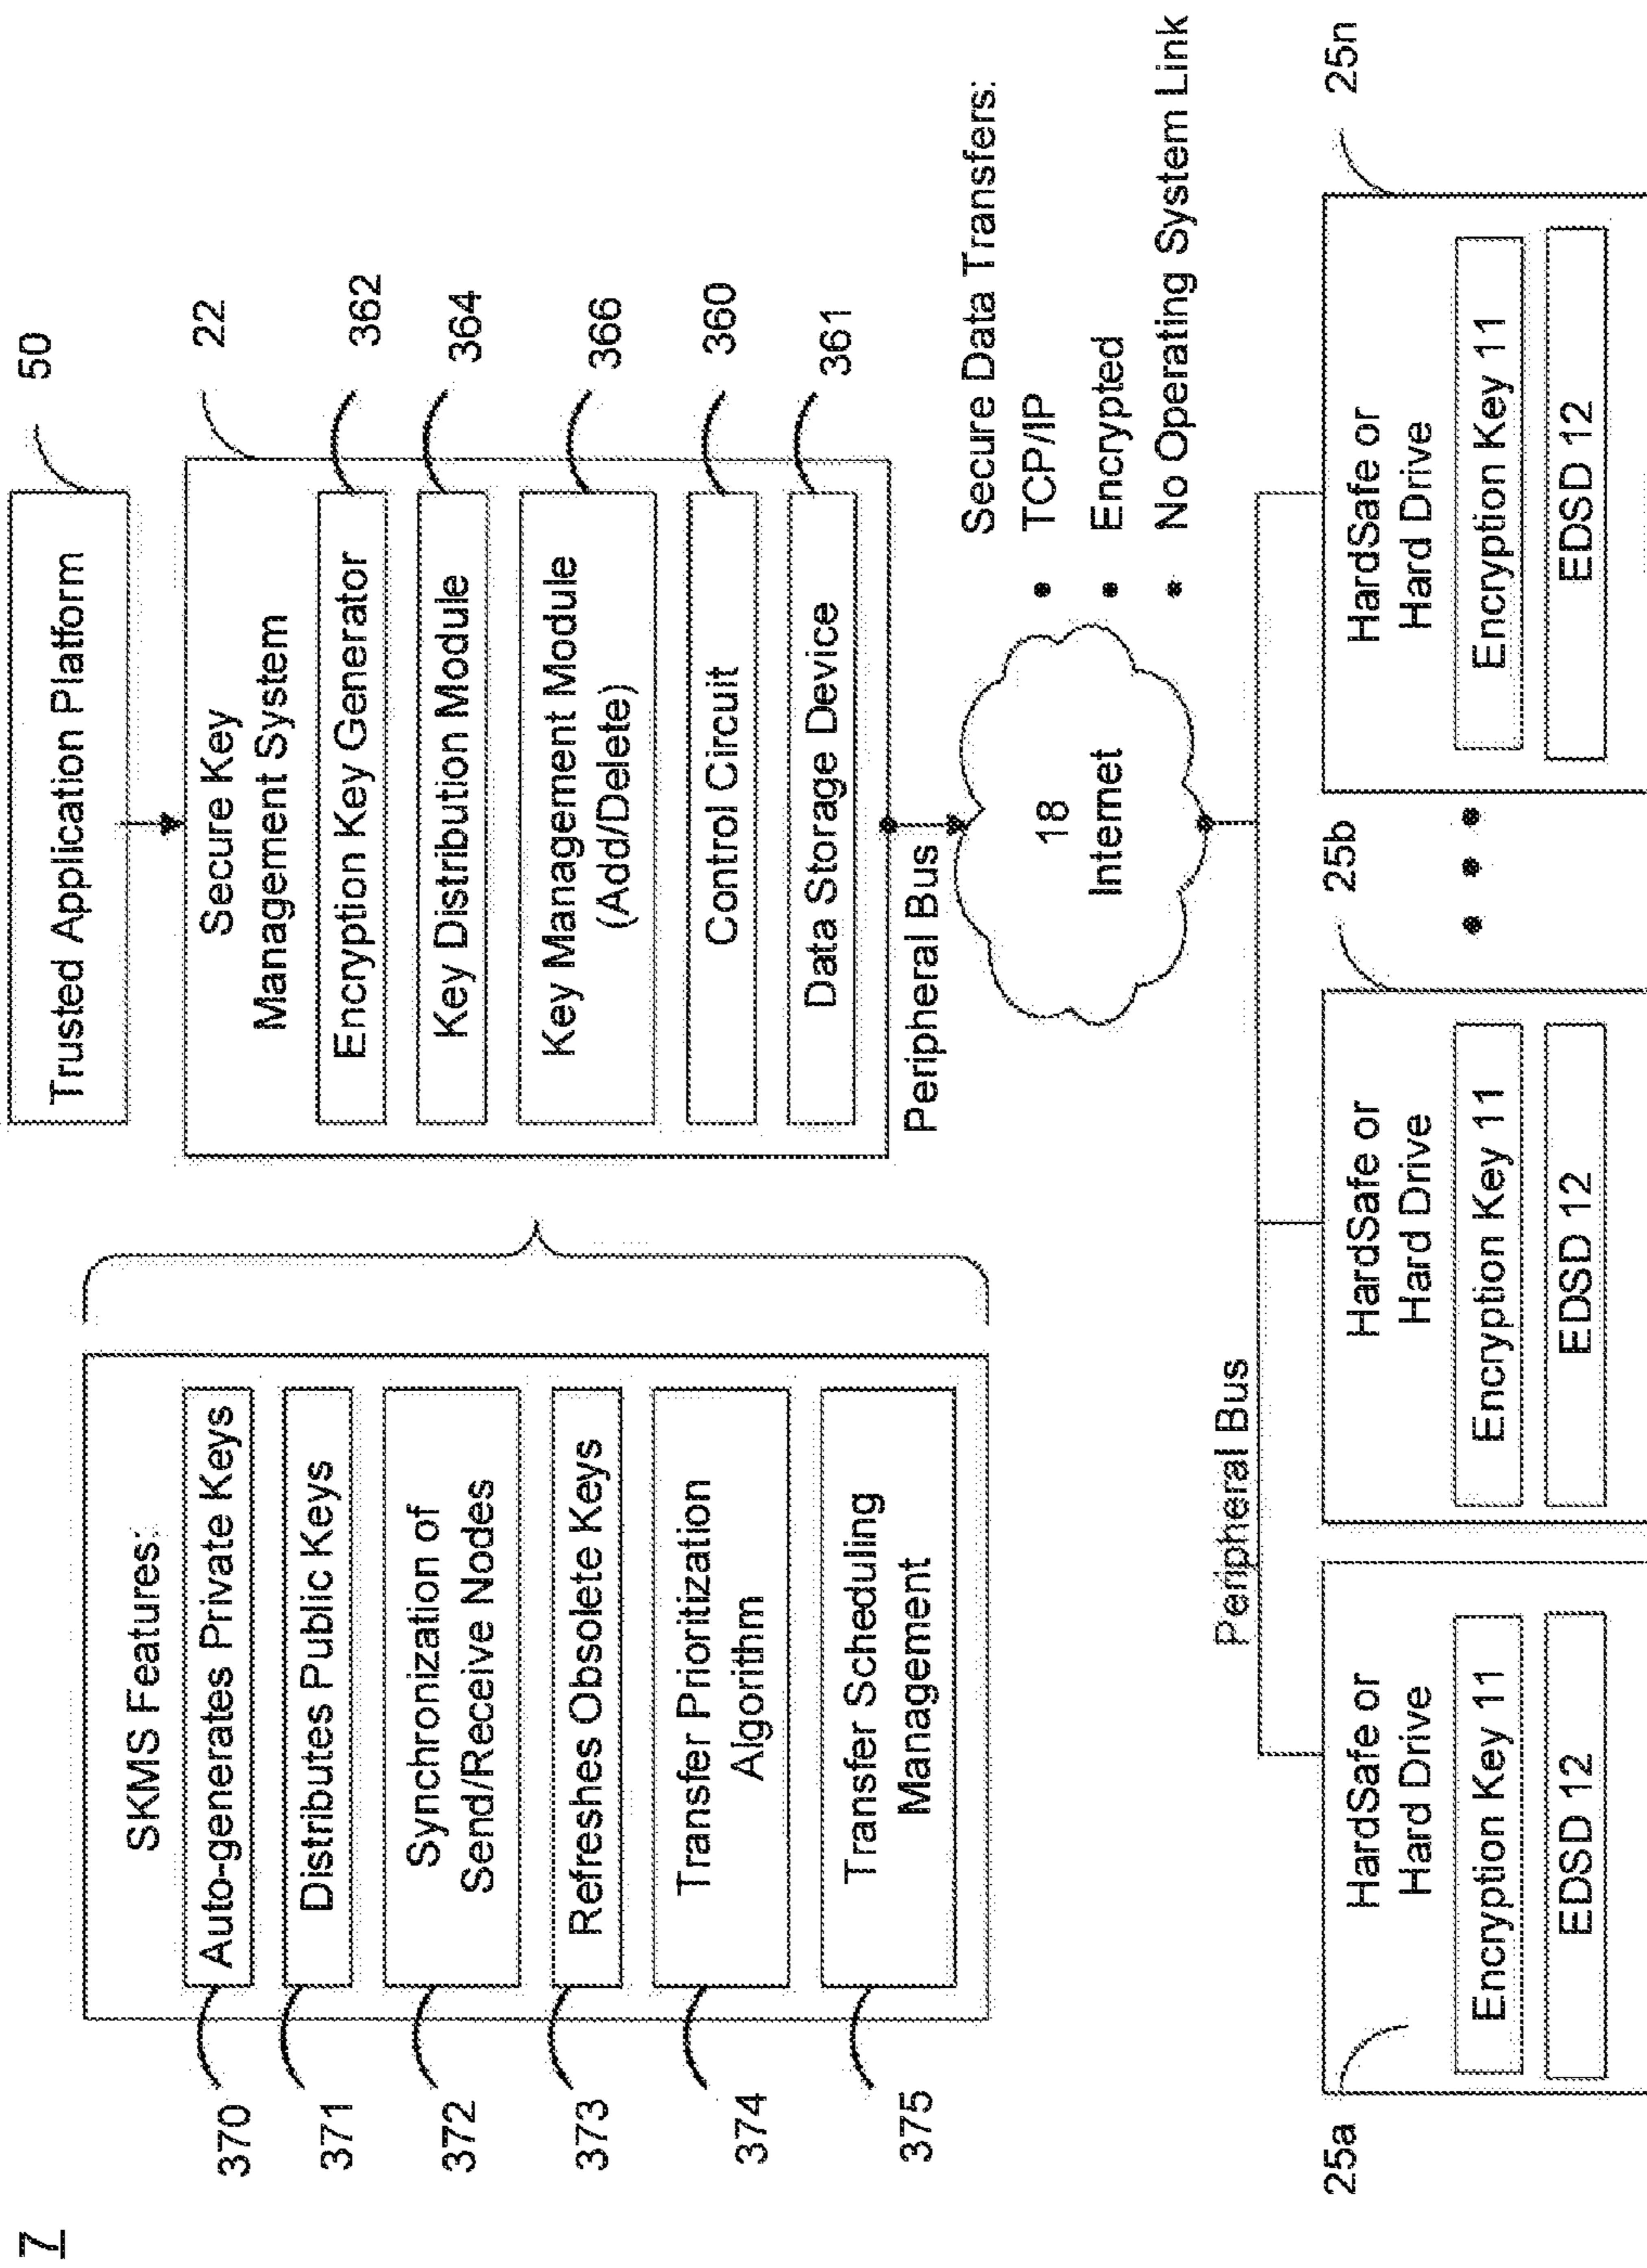 7
50
Trusted Application Platform
22
Secure Key
Management System
362
Encryption Key Generator
364
Key Distribution Module
366
Key Management Module
(Add/Delete)
360
Control Circuit
361
Data Storage Device
SKMS Features:
370
Auto-generates Private Keys
371
Distributes Public Keys
372
Synchronization of
Send/Receive Nodes
373
Refreshes Obsolete Keys
374
Transfer Prioritization
Algorithm
375
Transfer Scheduling
Management
Peripheral Bus
18
Internet
Secure Data Transfers:
• TCP/IP
• Encrypted
• No Operating System Link
Peripheral Bus
25a
HardSafe or
Hard Drive
Encryption Key 11
EDSD 12
25b
HardSafe or
Hard Drive
Encryption Key 11
EDSD 12
• • •
25n
HardSafe or
Hard Drive
Encryption Key 11
EDSD 12